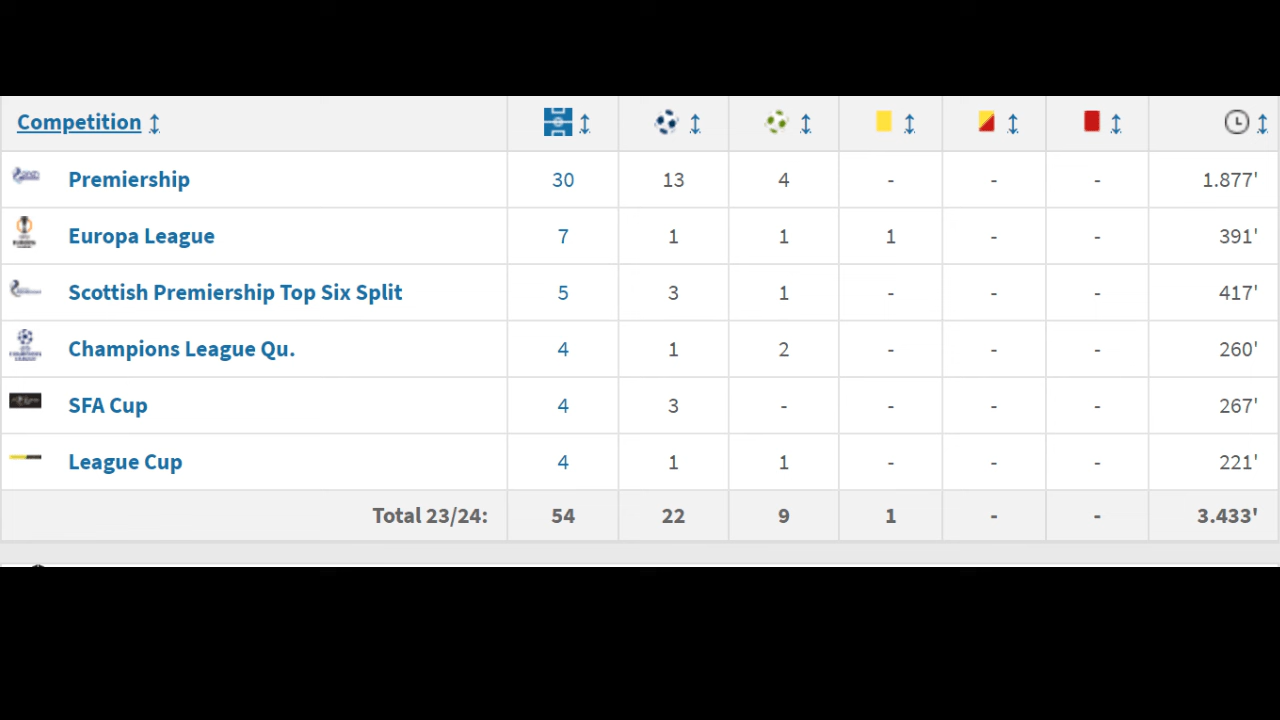 Competition
Premiership 30 13 4 - - - 1.877'
Europa League 7 1 1 1 - - 391'
Scottish Premiership Top Six Split 5 3 1 - - - 417'
Champions League Qu. 4 1 2 - - - 260'
SFA Cup 4 3 - - - - 267'
League Cup 4 1 1 - - - 221'
Total 23/24: 54 22 9 1 - - 3.433'